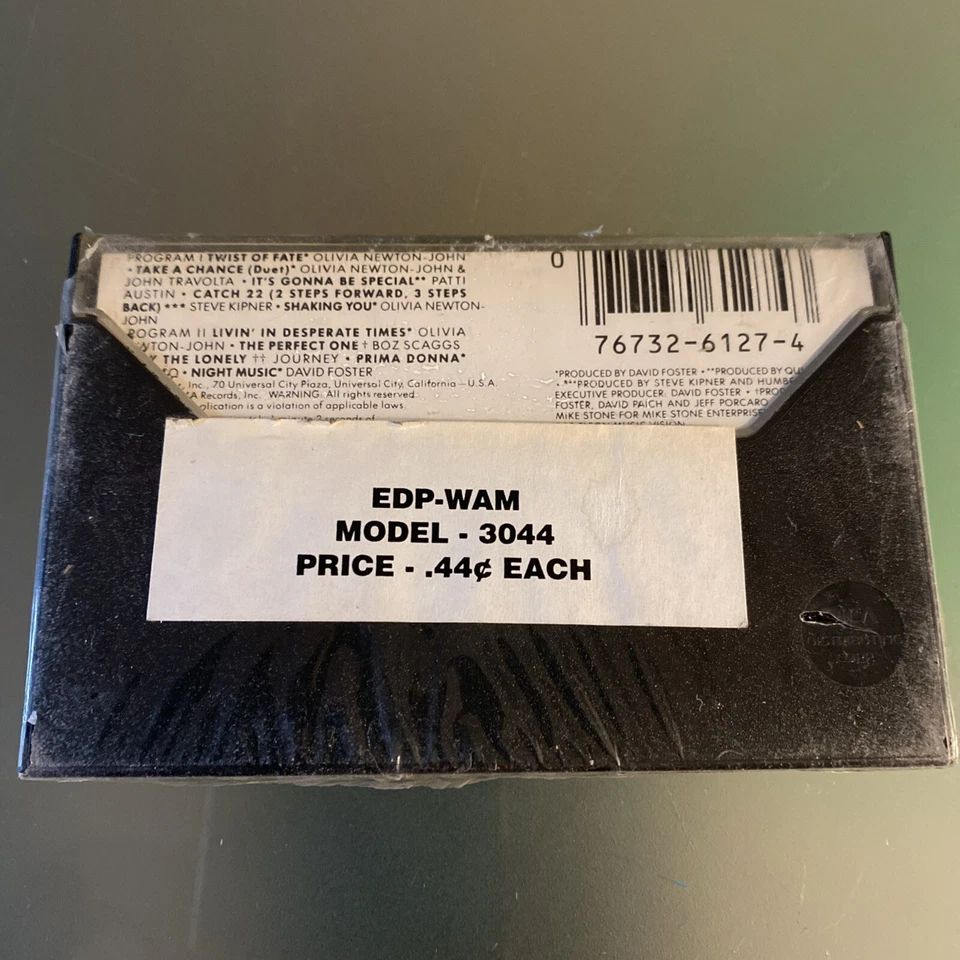 PROGRAM I TWIST OF FATE* OLIVIA NEWTON-JOHN
• TAKE A CHANCE (Duet)* OLIVIA NEWTON-JOHN &
JOHN TRAVOLTA • IT'S GONNA BE SPECIAL** PATTI
AUSTIN • CATCH 22 (2 STEPS FORWARD, 3 STEPS
BACK)*** STEVE KIPNER • SHAKING YOU* OLIVIA NEWTON-
JOHN
ROGRAM II LIVIN' IN DESPERATE TIMES* OLIVIA
WTON-JOHN • THE PERFECT ONE † BOZ SCAGGS
THE LONELY †† JOURNEY • PRIMA DONNA*
• NIGHT MUSIC* DAVID FOSTER
, Inc., 70 Universal City Plaza, Universal City, California—U.S.A.
A Records, Inc. WARNING: All rights reserved.
plication is a violation of applicable laws.
0
76732-6127-4
*PRODUCED BY DAVID FOSTER • **PRODUCED BY
• ***PRODUCED BY STEVE KIPNER AND
EXECUTIVE PRODUCER: DAVID FOSTER •
FOSTER, DAVID PAICH AND JEFF PORCARO
MIKE STONE FOR MIKE STONE
EDP-WAM
MODEL - 3044
PRICE - .44¢ EACH